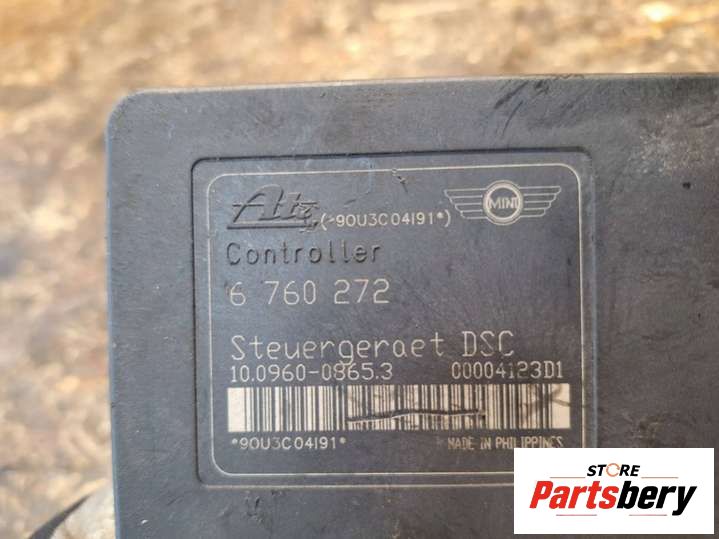 Ate (*90U3C04I91*) MINI
Controller
6 760 272
Steuergeraet DSC
10.0960-0865.3 00004123D1
*90U3C04I91* MADE IN PHILIPPINES
STORE
Partsbery